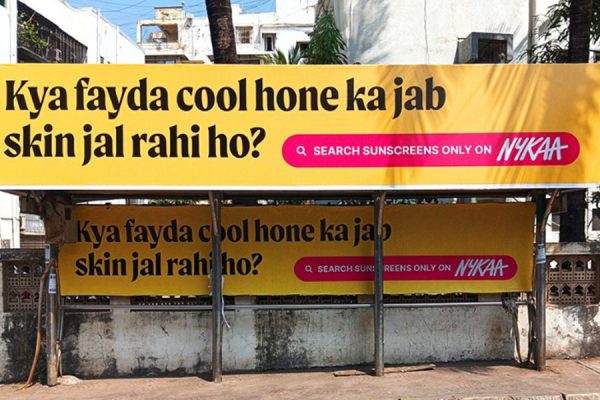 Kya fayda cool hone ka jab
skin jal rahi ho?
SEARCH SUNSCREENS ONLY ON NYKAA
Kya fayda cool hone ka jab
skin jal rahi ho?
SEARCH SUNSCREENS ONLY ON NYKAA